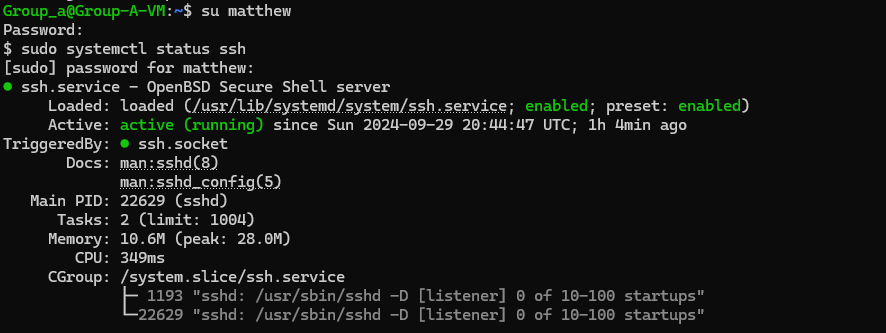 Group_a@Group-A-VM:~$ su matthew
Password:
$ sudo systemctl status ssh
[sudo] password for matthew:
● ssh.service - OpenBSD Secure Shell server
     Loaded: loaded (/usr/lib/systemd/system/ssh.service; enabled; preset: enabled)
     Active: active (running) since Sun 2024-09-29 20:44:47 UTC; 1h 4min ago
TriggeredBy: ● ssh.socket
       Docs: man:sshd(8)
             man:sshd_config(5)
   Main PID: 22629 (sshd)
      Tasks: 2 (limit: 1004)
     Memory: 10.6M (peak: 28.0M)
        CPU: 349ms
     CGroup: /system.slice/ssh.service
             ├─ 1193 "sshd: /usr/sbin/sshd -D [listener] 0 of 10-100 startups"
             └─22629 "sshd: /usr/sbin/sshd -D [listener] 0 of 10-100 startups"